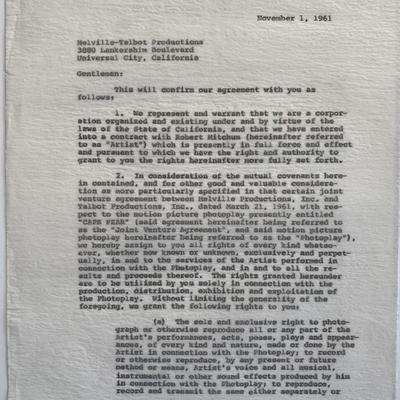 November 1, 1961
Melville-Talbot Productions
3880 Lankershim Boulevard
Universal City, California
Gentlemen:
This will confirm our agreement with you as
follows:
1. We represent and warrant that we are a corpor-
ation organized and existing under and by virtue of the
laws of the State of California, and that we have entered
into a contract with Robert Mitchum (hereinafter referred
to as "Artist") which is presently in full force and effect
and pursuant to which we have the right and authority to
grant to you the rights hereinafter more fully set forth.
2. In consideration of the mutual covenants here-
in contained, and for other good and valuable considera-
tion as more particularly specified in that certain joint
venture agreement between Melville Productions, Inc. and
Talbot Productions, Inc., dated March 21, 1961, with res-
pect to the motion picture photoplay presently entitled
"CAPE FEAR" (said agreement hereinafter being referred to
as the "Joint Venture Agreement", and said motion picture
photoplay hereinafter being referred to as the "Photoplay"),
we hereby assign to you all rights of every kind whatso-
ever, whether now known or unknown, exclusively and perpet-
ually, in and to the services of the Artist performed in
connection with the Photoplay, and in and to all the re-
sults and proceeds thereof. The rights granted hereunder
are to be utilized by you solely in connection with the
production, distribution, exhibition and exploitation of
the Photoplay. Without limiting the generality of the
foregoing, we grant the following rights to you:
(a) The sole and exclusive right to photo-
graph or otherwise reproduce all or any part of the
Artist's performances, acts, poses, plays and appear-
ances, of every kind and nature, made or done by the
Artist in connection with the Photoplay; to record
or otherwise reproduce, by any present or future
method or means, Artist's voice and all musical,
instrumental or other sound effects produced by him
in connection with the Photoplay; to reproduce,
record and transmit the same either separately or